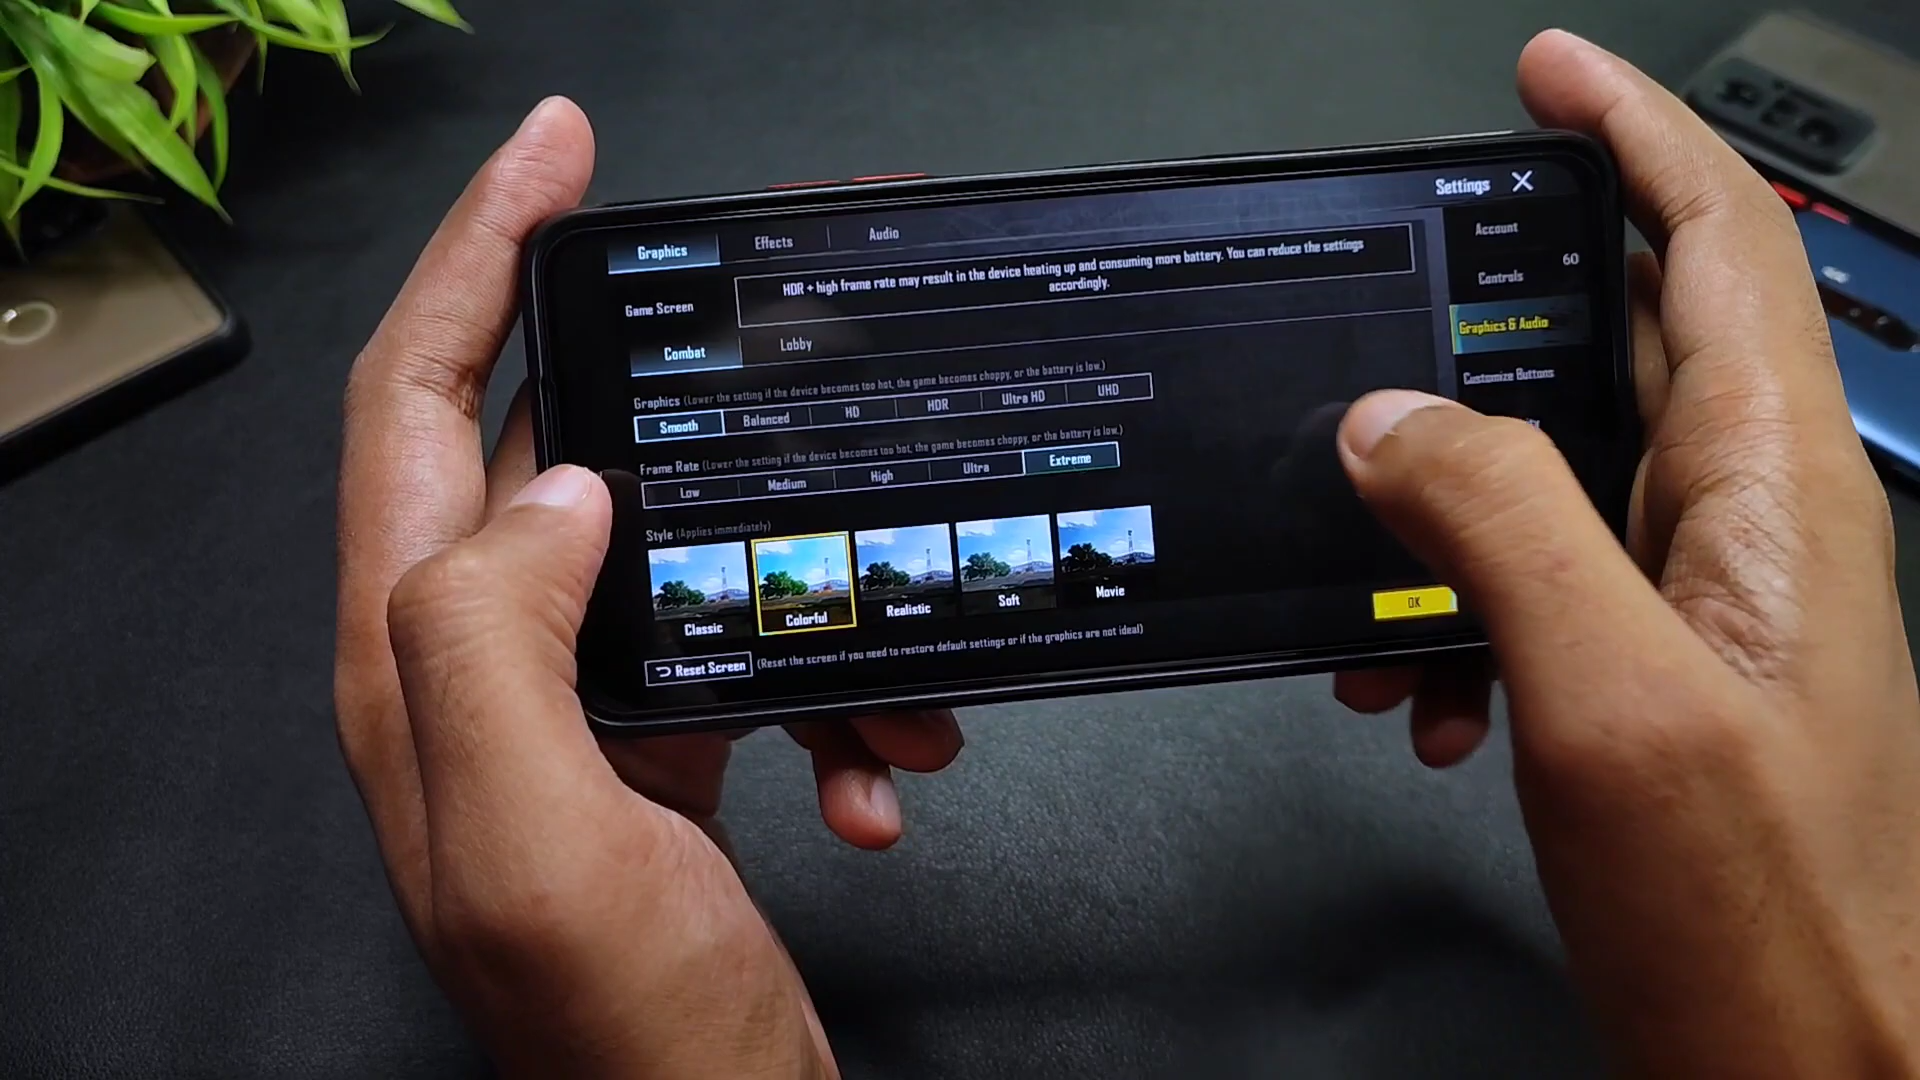 Settings
Graphics
Effects
Audio
Game Screen
HDR + high frame rate may result in the device heating up and consuming more battery. You can reduce the settings
accordingly.
Combat
Lobby
Graphics (Lower the setting if the device becomes too hot, the game becomes choppy, or the battery is low.)
Smooth
Balanced
HD
HDR
Ultra HD
UHD
Frame Rate (Lower the setting if the device becomes too hot, the game becomes choppy, or the battery is low.)
Low
Medium
High
Ultra
Extreme
Style (Applies immediately)
Classic
Colorful
Realistic
Soft
Movie
Reset Screen (Reset the screen if you need to restore default settings or if the graphics are not ideal)
OK
Account
60
Controls
Graphics & Audio
Customize Buttons